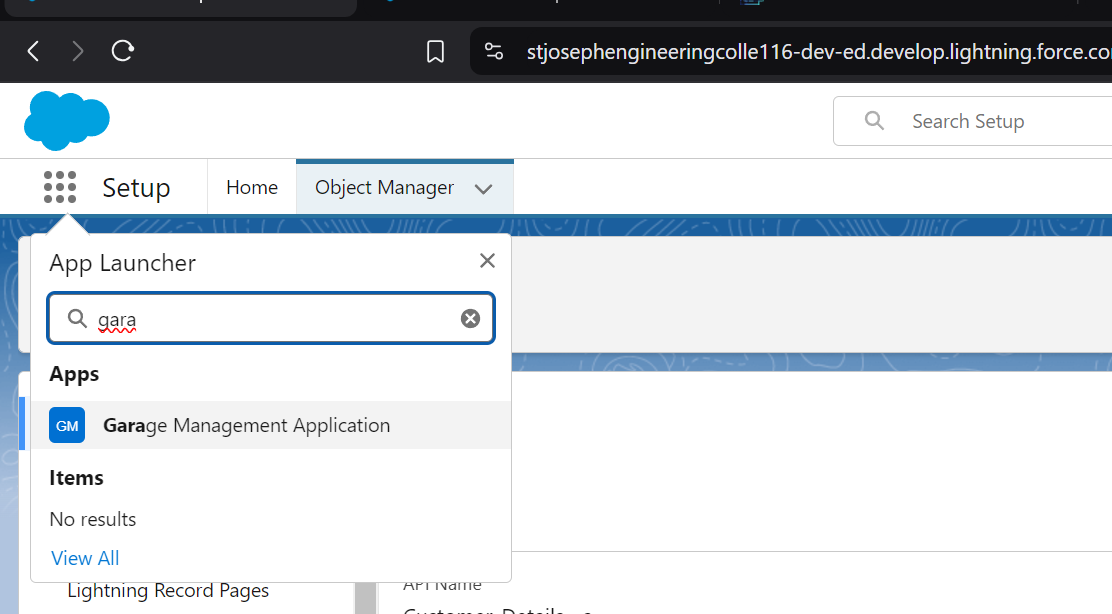 stjosephengineeringcolle116-dev-ed.develop.lightning.force.co
Search Setup
Setup
Home
Object Manager
App Launcher
gara
Apps
GM
Garage Management Application
Items
No results
View All
Lightning Record Pages
API Name